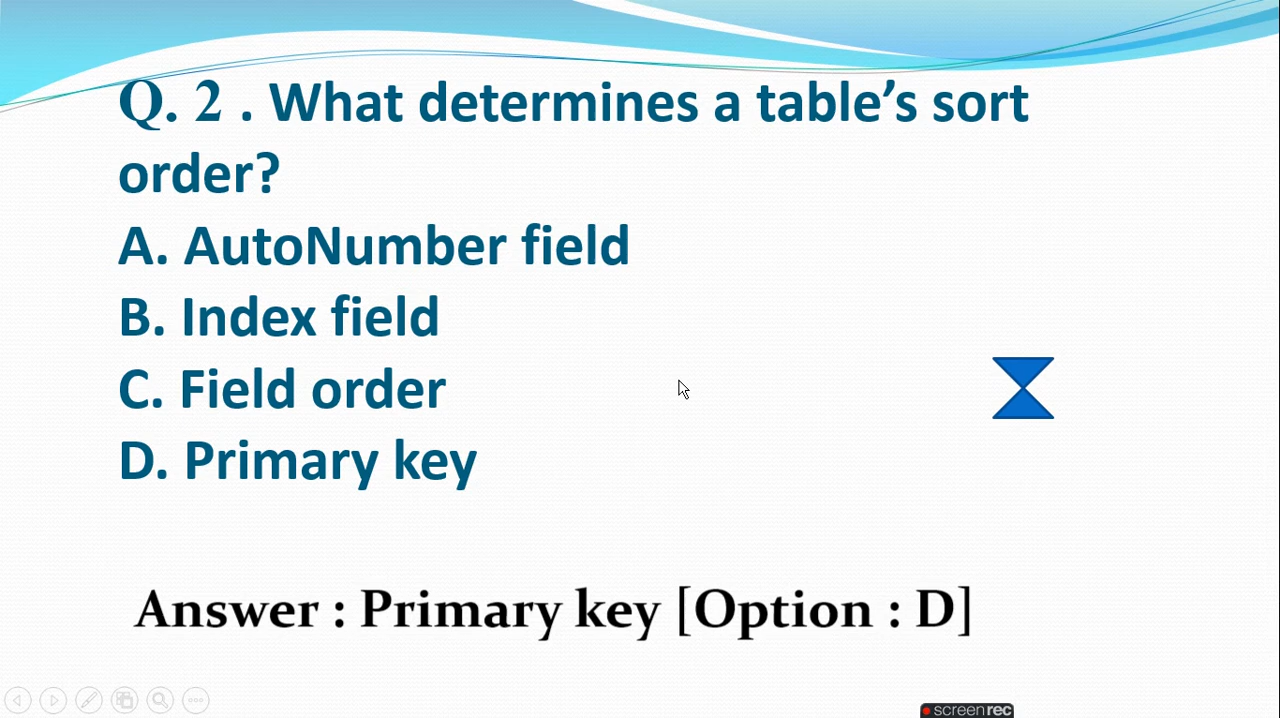 Q. 2 . What determines a table’s sort
order?
A. AutoNumber field
B. Index field
C. Field order
D. Primary key
Answer : Primary key [Option : D]
screenrec